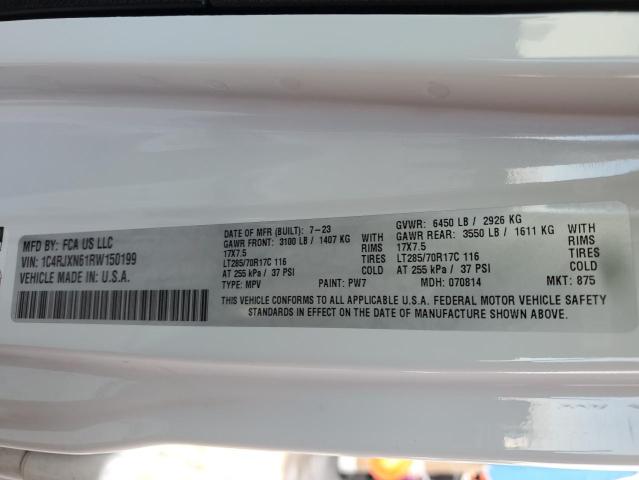 MFD BY: FCA US LLC
VIN: 1C4RJXN61RW150199
VEHICLE MADE IN U.S.A.
DATE OF MFR (BUILT): 7-23
GAWR FRONT: 3100 LB / 1407 KG WITH
17X7.5 RIMS
LT285/70R17C 116 TIRES
AT 255 kPa / 37 PSI COLD
TYPE: MPV PAINT: PW7
GVWR: 6450 LB / 2926 KG
GAWR REAR: 3550 LB / 1611 KG WITH
17X7.5 RIMS
LT285/70R17C 116 TIRES
AT 255 kPa / 37 PSI COLD
MDH: 070814 MKT: 875
THIS VEHICLE CONFORMS TO ALL APPLICABLE U.S.A. FEDERAL MOTOR VEHICLE SAFETY
STANDARDS IN EFFECT ON THE DATE OF MANUFACTURE SHOWN ABOVE.